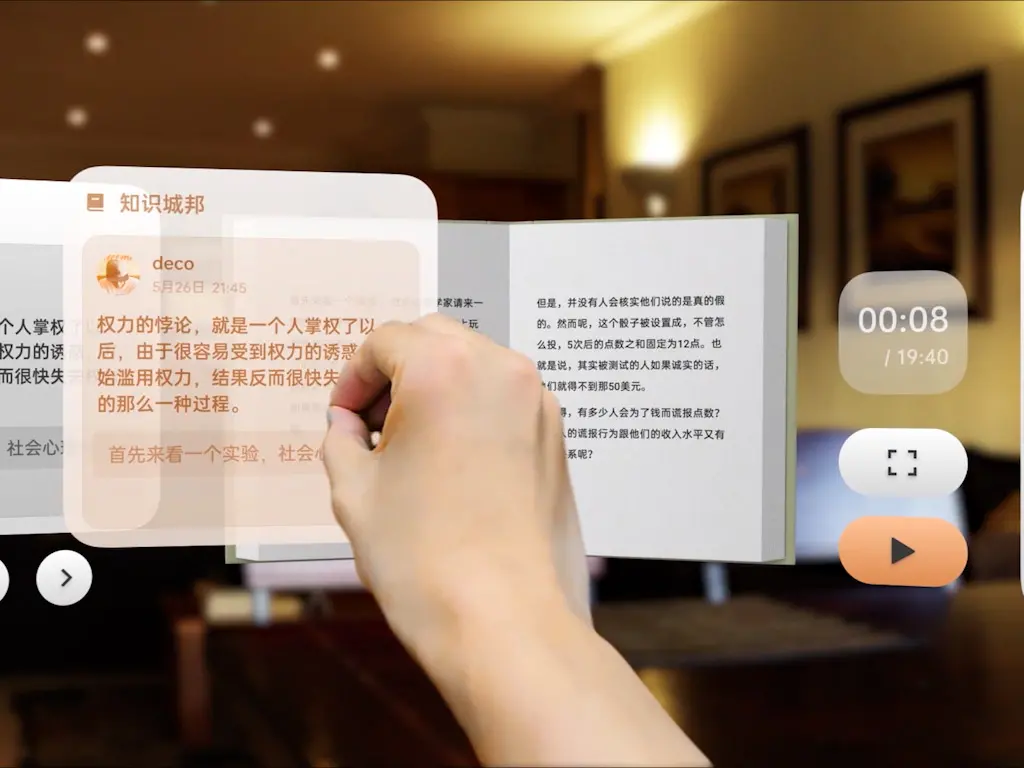 个人掌权
权力的诱
而很快失
社会心
知识城邦
deco
5月26日 21:45
权力的悖论，就是一个人掌权了以
后，由于很容易受到权力的诱惑
始滥用权力，结果反而很快失
的那么一种过程。
首先来看一个实验，社会心
学家请来一
玩
但是，并没有人会核实他们说的是真的假
的。然而呢，这个骰子被设置成，不管怎
么投，5次后的点数之和固定为12点。也
就是说，其实被测试的人如果诚实的话，
们就得不到那50美元。
得，有多少人会为了钱而谎报点数？
人的谎报行为跟他们的收入水平又有
系呢？
00:08
/ 19:40